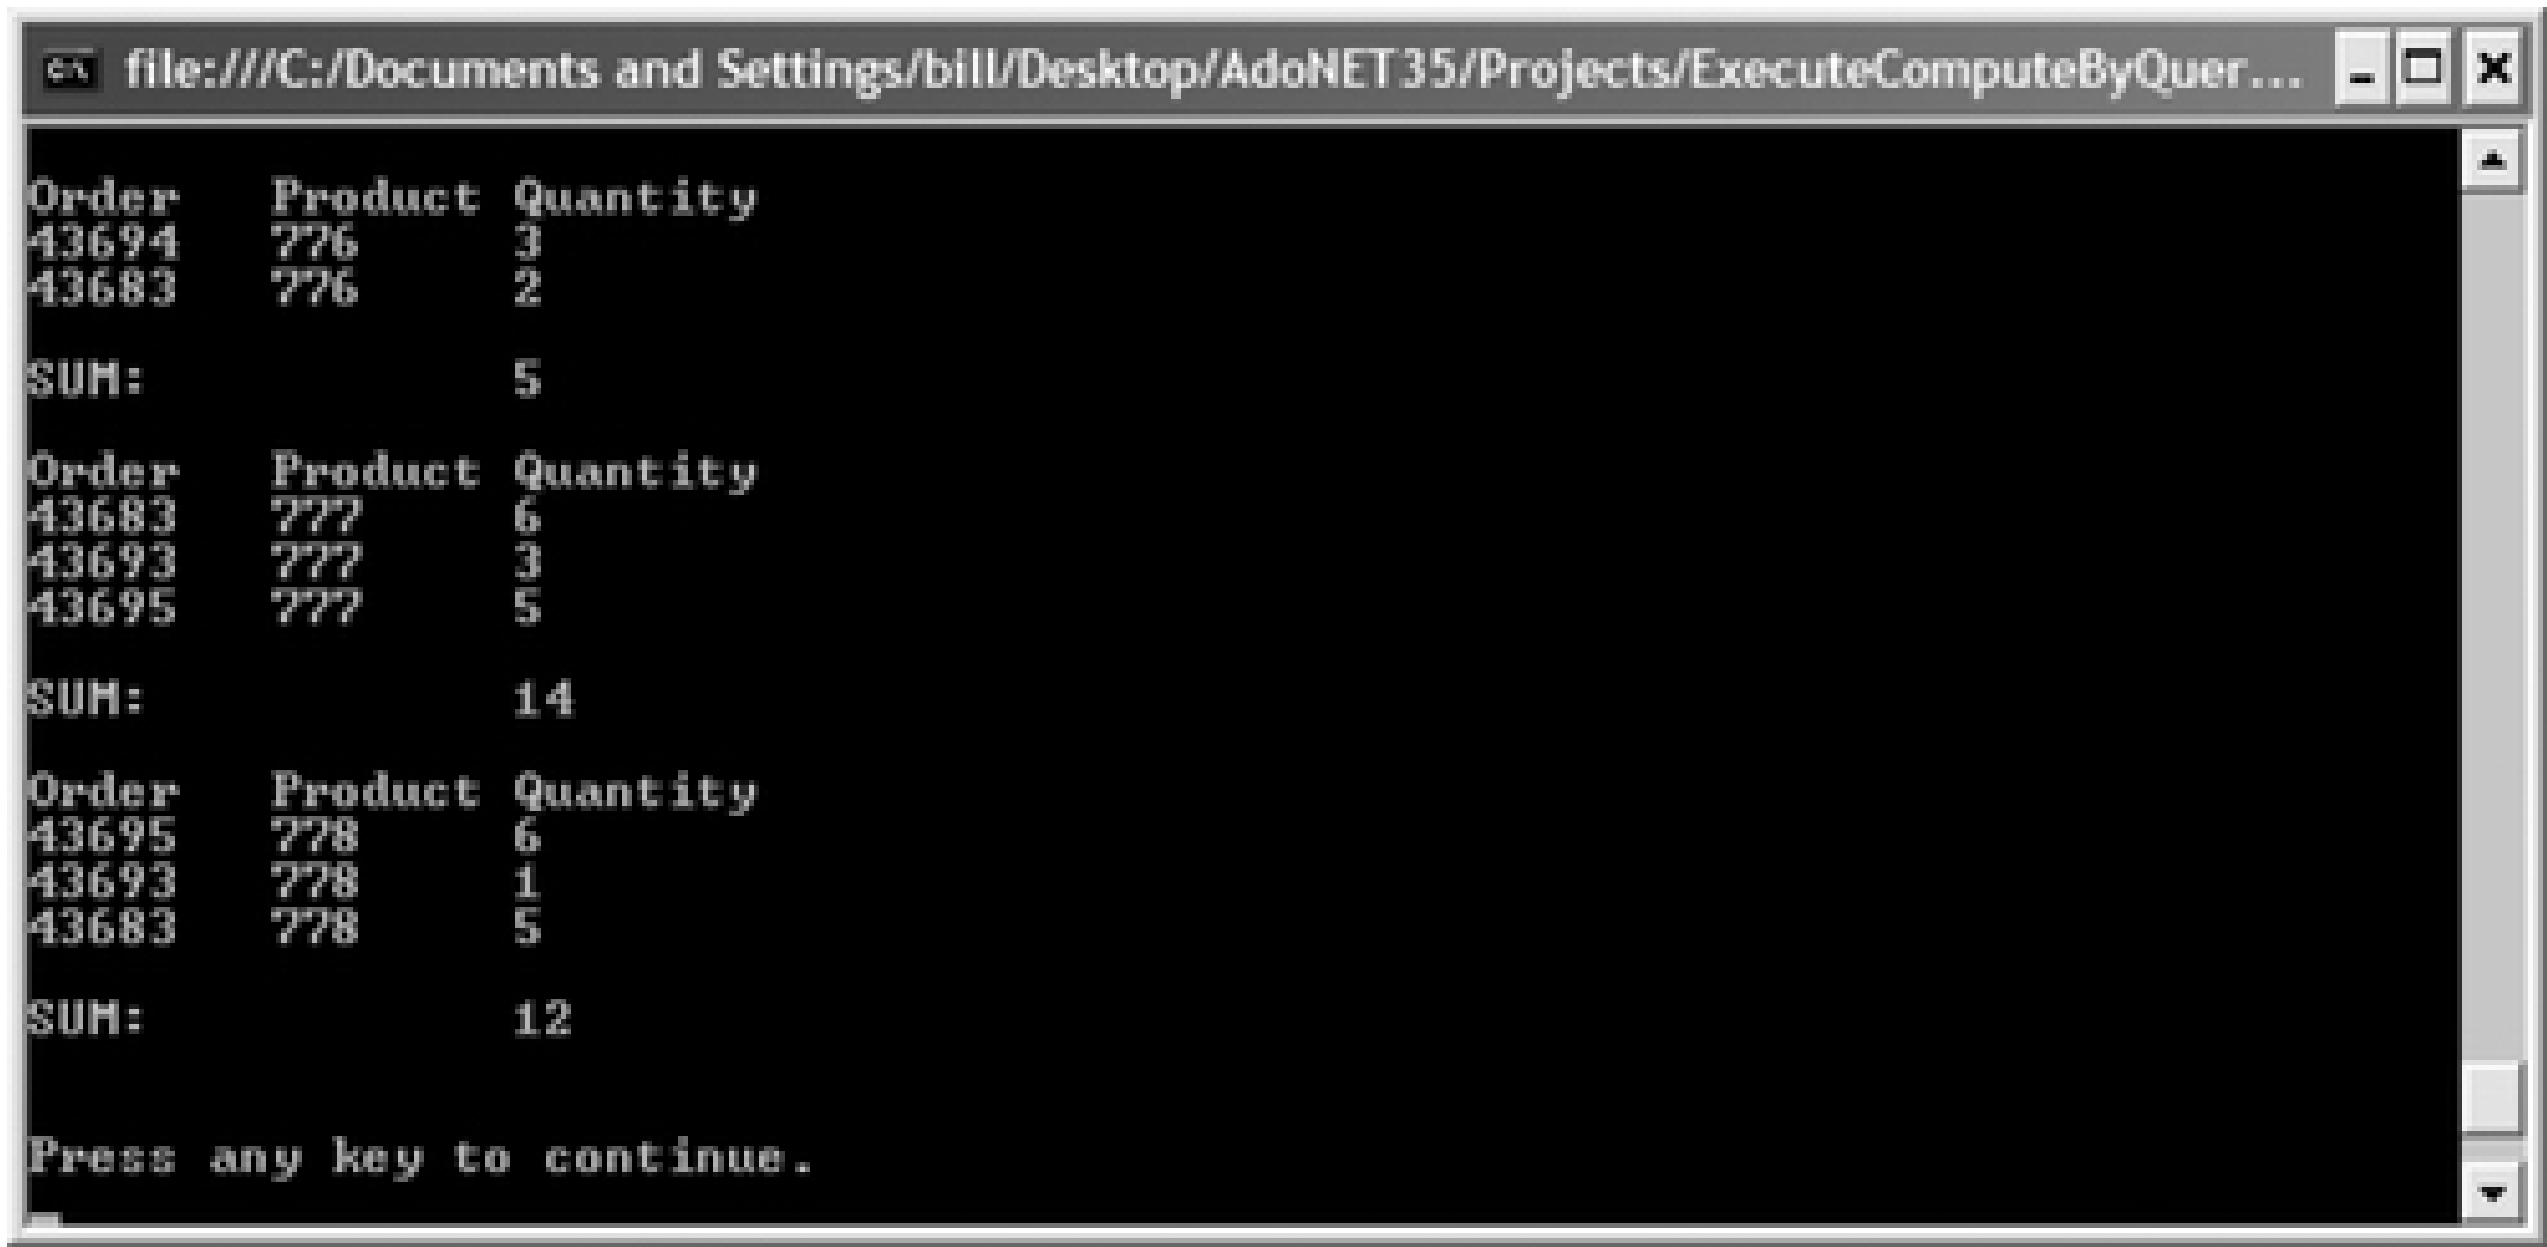 file:///C:/Documents and Settings/bill/Desktop/AdoNET35/Projects/ExecuteComputeByQuer...
Order Product Quantity
43694 776 3
43683 776 2
SUM: 5
Order Product Quantity
43683 777 6
43693 777 3
43695 777 5
SUM: 14
Order Product Quantity
43695 778 6
43693 778 1
43683 778 5
SUM: 12
Press any key to continue.